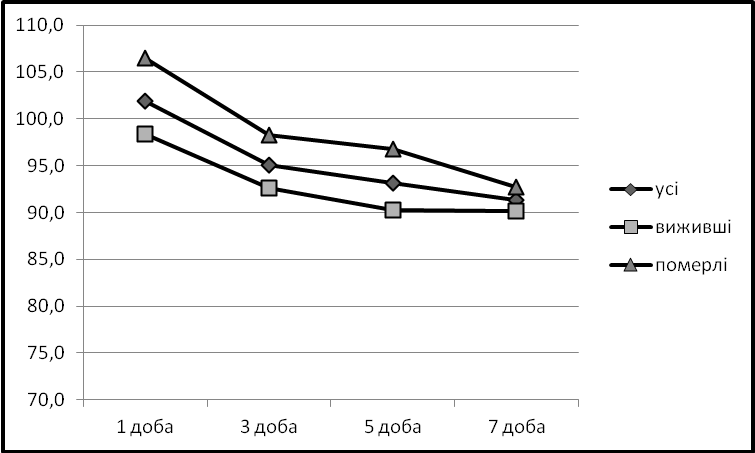 110,0
105,0
100,0
95,0
90,0
85,0
80,0
75,0
70,0
1 доба 3 доба 5 доба 7 доба
усі
виживші
померлі